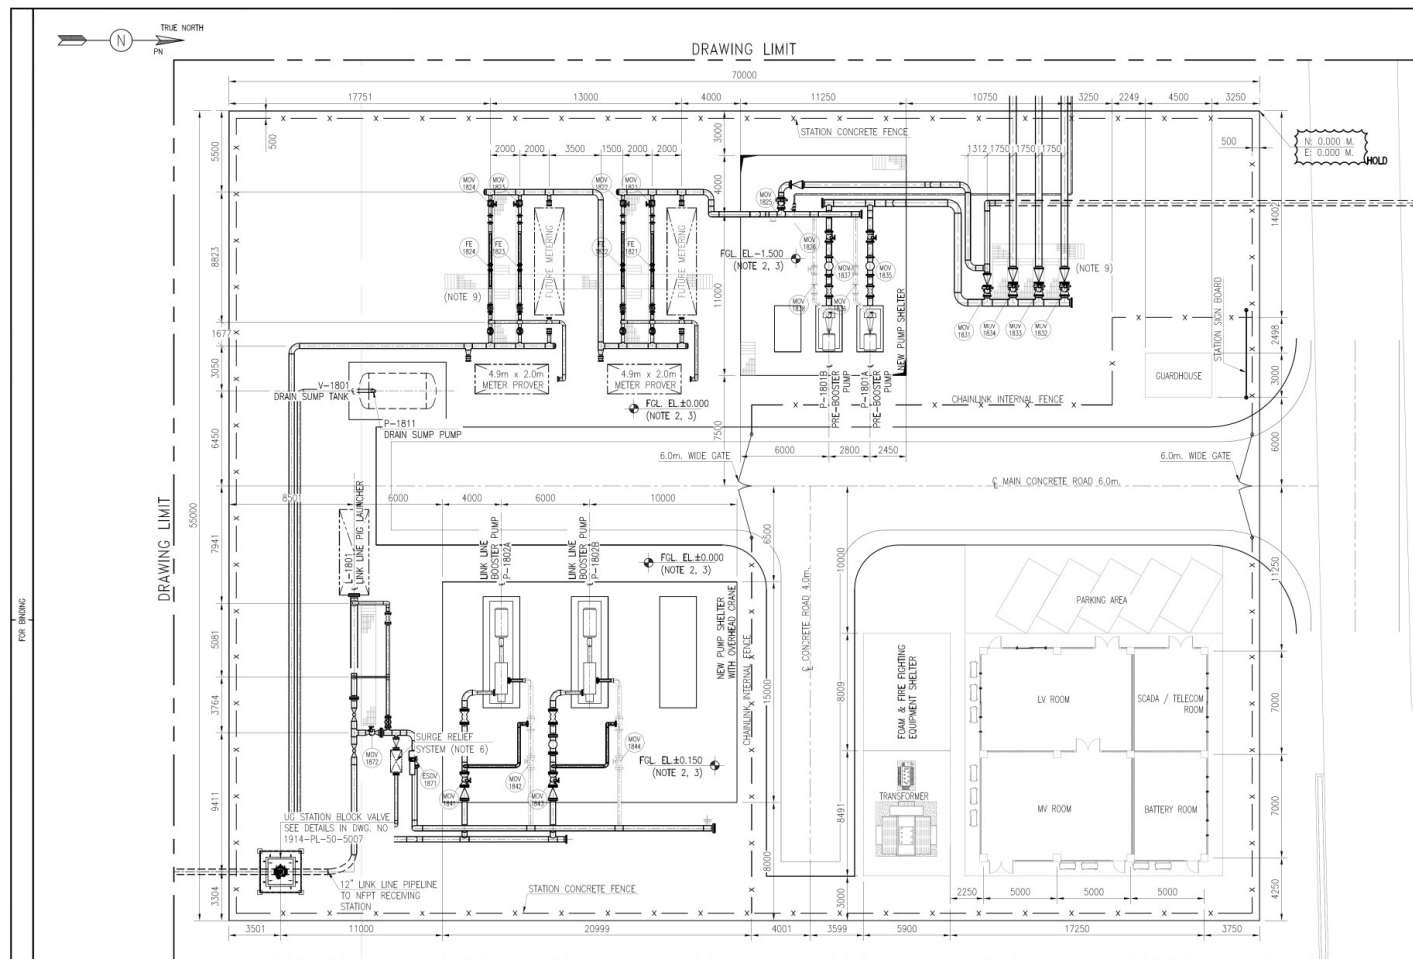 TRUE NORTH
N
PN
DRAWING LIMIT
70000
17751
13000
4000
11250
10750
3250
2249
4500
3250
STATION CONCRETE FENCE
500
5500
3000
500
N: 0.000 M.
E: 0.000 M.
HOLD
2000
2000
3500
1500
2000
2000
1312
1750
1750
1750
MOV
1824
MOV
1823
MOV
1822
MOV
1821
MOV
1825
4000
14002
FE
1824
FE
1823
FE
1822
FE
1821
FUTURE METERING
FUTURE METERING
MOV
1826
FGL. EL.-1.500
(NOTE 2, 3)
MOV
1837
MOV
1835
MOV
1838
MOV
1836
8823
(NOTE 9)
(NOTE 9)
11000
NEW PUMP SHELTER
MOV
1831
MUV
1834
MUV
1833
MUV
1832
STATION SIGN BOARD
1677
3050
2498
3000
4.9m x 2.0m
METER PROVER
4.9m x 2.0m
METER PROVER
GUARDHOUSE
V-1801
DRAIN SUMP TANK
P-1801B
PRE-BOOSTER
PUMP
P-1801A
PRE-BOOSTER
PUMP
CHAINLINK INTERNAL FENCE
FGL. EL.±0.000
(NOTE 2, 3)
P-1811
DRAIN SUMP PUMP
6450
7500
6000
6000
2800
2450
6.0m. WIDE GATE
6.0m. WIDE GATE
MAIN CONCRETE ROAD 6.0m.
DRAWING LIMIT
55000
8501
6000
4000
6000
10000
L-1801
LINK LINE PIG LAUNCHER
7941
6500
10000
11250
LINK LINE
BOOSTER PUMP
P-1802A
LINK LINE
BOOSTER PUMP
P-1802B
FGL. EL.±0.000
(NOTE 2, 3)
NEW PUMP SHELTER
WITH OVERHEAD CRANE
CHAINLINK INTERNAL FENCE
CONCRETE ROAD 4.0m.
PARKING AREA
FOR BINDING
5081
15000
8009
7000
FOAM & FIRE FIGHTING
EQUIPMENT SHELTER
LV ROOM
SCADA / TELECOM
ROOM
3764
SURGE RELIEF
SYSTEM (NOTE 6)
MOV
1872
ESDV
1871
MOV
1841
MOV
1842
MOV
1843
MOV
1844
FGL. EL.±0.150
(NOTE 2, 3)
9411
8491
7000
TRANSFORMER
MV ROOM
BATTERY ROOM
UG STATION BLOCK VALVE
SEE DETAILS IN DWG. NO
1914-PL-50-5007
8000
12" LINK LINE PIPELINE
TO NFPT RECEIVING
STATION
STATION CONCRETE FENCE
3304
3000
2250
5000
5000
5000
4250
3501
11000
20999
4001
3599
5900
17250
3750